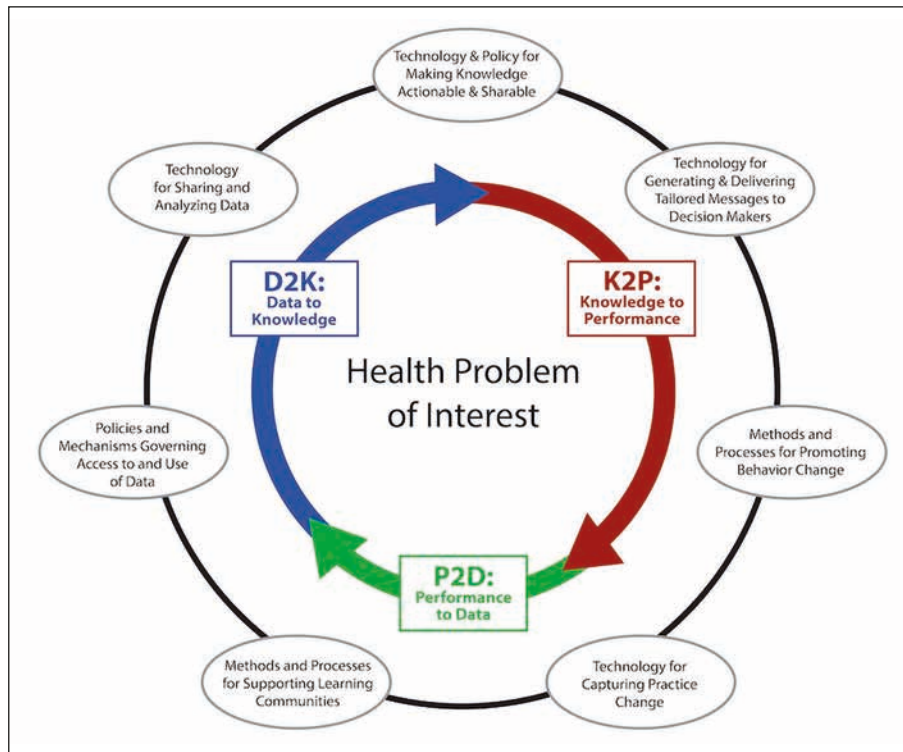 Technology & Policy for
Making Knowledge
Actionable & Sharable
Technology
for Sharing and
Analyzing Data
Technology for
Generating & Delivering
Tailored Messages to
Decision Makers
D2K:
Data to
Knowledge
K2P:
Knowledge to
Performance
Health Problem
of Interest
Policies and
Mechanisms Governing
Access to and Use
of Data
Methods and
Processes for Promoting
Behavior Change
P2D:
Performance
to Data
Methods and Processes
for Supporting Learning
Communities
Technology for
Capturing Practice
Change